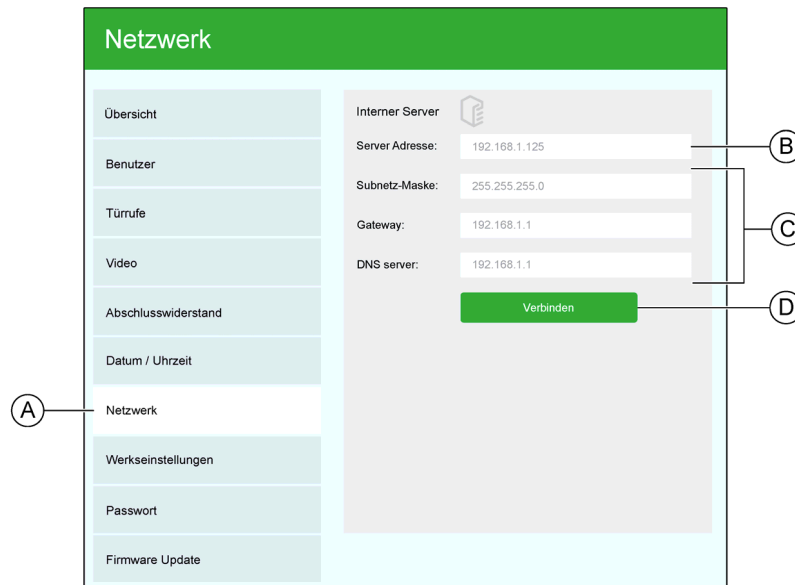 Netzwerk
Übersicht
Benutzer
Türrufe
Video
Abschlusswiderstand
Datum / Uhrzeit
A
Netzwerk
Werkseinstellungen
Passwort
Firmware Update
Interner Server
Server Adresse: 192.168.1.125
B
Subnetz-Maske: 255.255.255.0
Gateway: 192.168.1.1
C
DNS server: 192.168.1.1
Verbinden
D